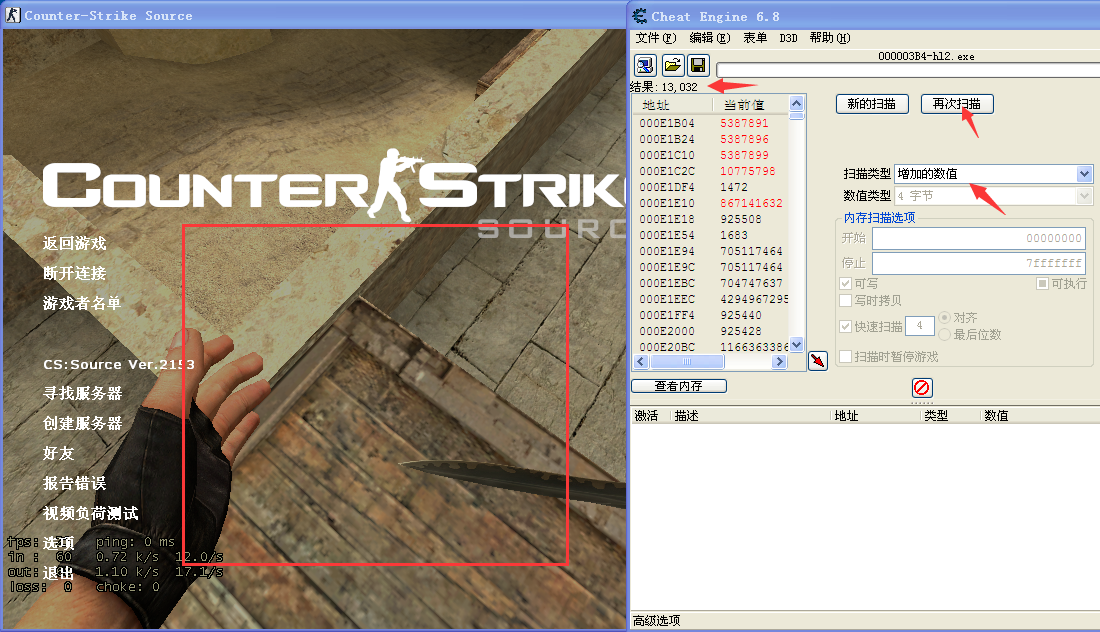 Counter-Strike Source
COUNTER STRIK
SOURC
返回游戏
断开连接
游戏者名单
CS:Source Ver.2153
寻找服务器
创建服务器
好友
报告错误
视频负荷测试
选项
退出
fps: ping: 0 ms
in : 60 0.72 k/s 12.0/s
out: 1.10 k/s 17.1/s
loss: 0 choke: 0
Cheat Engine 6.8
文件(F) 编辑(E) 表单 D3D 帮助(H)
000003B4-hl2.exe
结果: 13,032
地址 当前值
000E1B04 5387891
000E1B24 5387896
000E1C10 5387899
000E1C2C 10775798
000E1DF4 1472
000E1E10 867141632
000E1E18 925508
000E1E54 1683
000E1E94 705117464
000E1E9C 705117464
000E1EBC 704747637
000E1EEC 4294967295
000E1FF4 925440
000E2000 925428
000E20BC 1166363386
查看内存
新的扫描 再次扫描
扫描类型 增加的数值
数值类型 4 字节
内存扫描选项
开始 00000000
停止 7fffffff
可写 可执行
写时拷贝
快速扫描 4 对齐
最后位数
扫描时暂停游戏
激活 描述 地址 类型 数值
高级选项